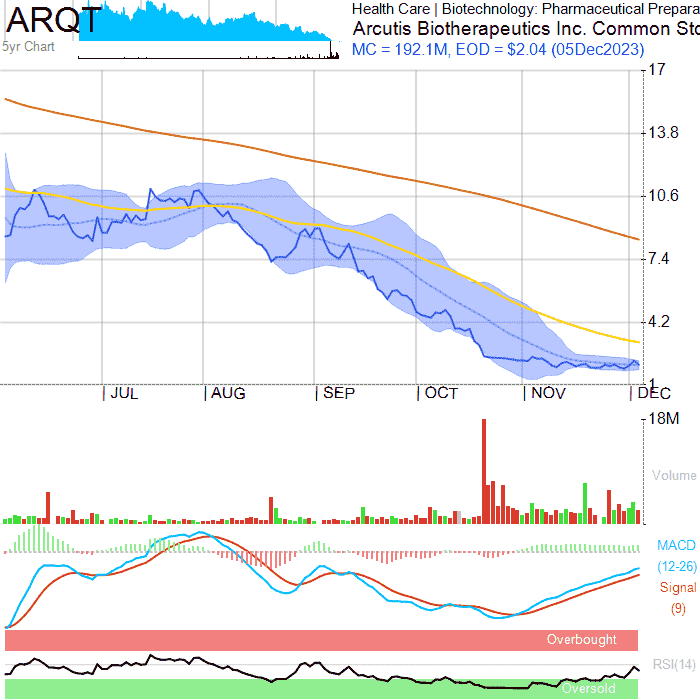 ARQT
5yr Chart
Health Care | Biotechnology: Pharmaceutical Prepara
Arcutis Biotherapeutics Inc. Common Sto
MC = 192.1M, EOD = $2.04 (05Dec2023)
17
13.8
10.6
7.4
4.2
1
JUL AUG SEP OCT NOV DEC
18M
Volume
MACD
(12-26)
Signal
(9)
Overbought
RSI(14)
Oversold